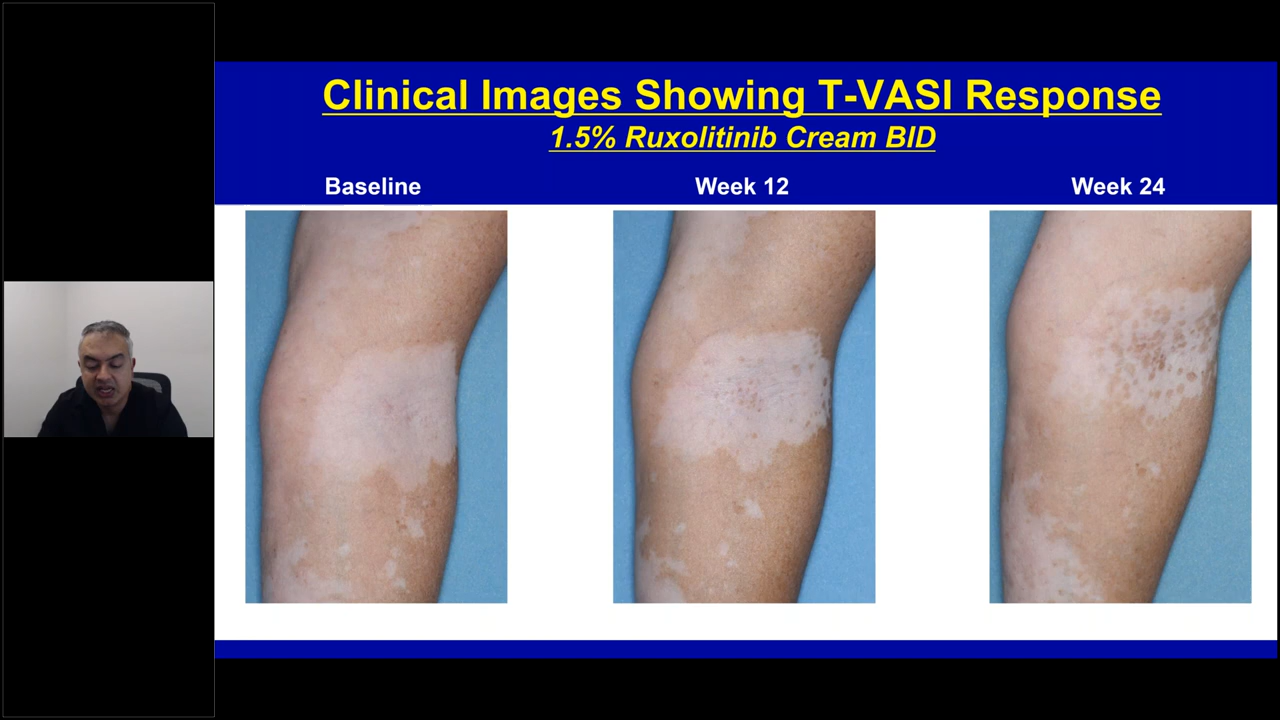 Clinical Images Showing T-VASI Response
1.5% Ruxolitinib Cream BID
Baseline
Week 12
Week 24